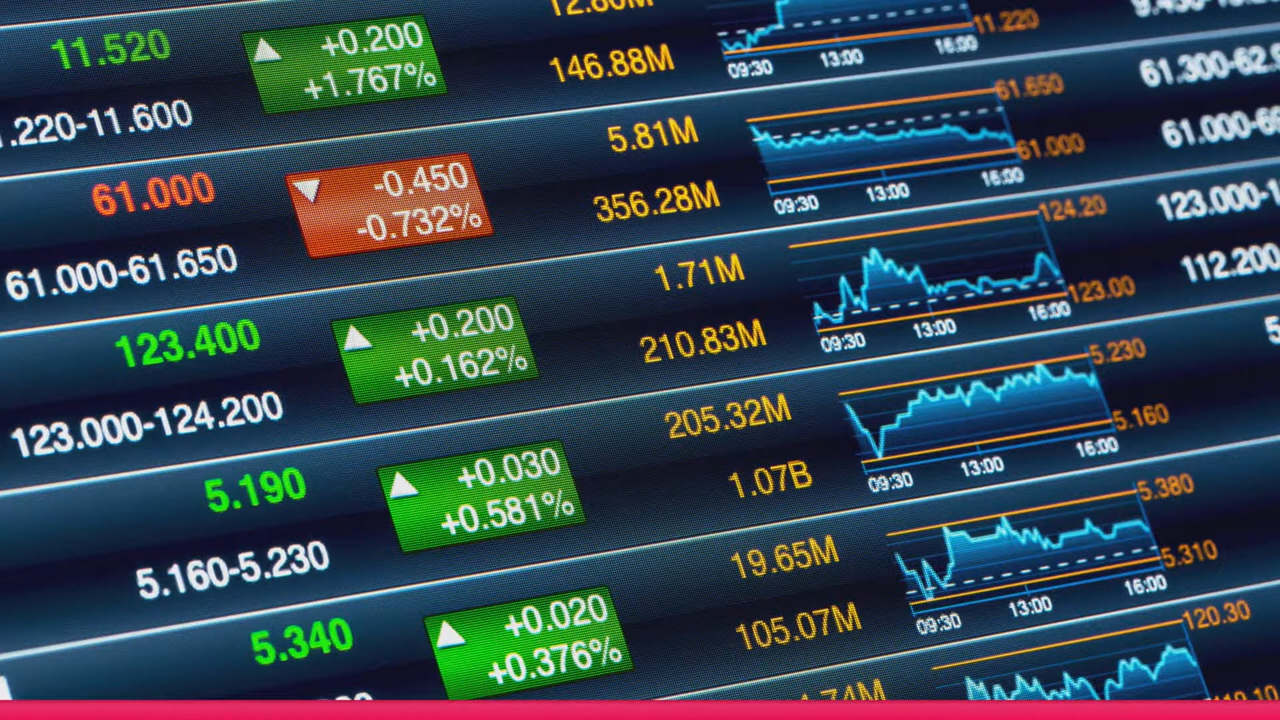 12.80M
11.520 +0.200 146.88M 11.220
+1.767% 09:30 13:00 16:00
.220-11.600 5.81M 61.650 61.300-62.
61.000 -0.450 356.28M 61.000 61.000-6
-0.732% 09:30 13:00 16:00
61.000-61.650 1.71M 124.20 123.000-1
123.400 +0.200 210.83M 123.00 112.200
+0.162% 09:30 13:00 16:00
123.000-124.200 205.32M 5.230
5.190 +0.030 1.07B 5.160
+0.581% 09:30 13:00 16:00
5.160-5.230 19.65M 5.380
5.340 +0.020 105.07M 5.310
+0.376% 09:30 13:00 16:00
120.30